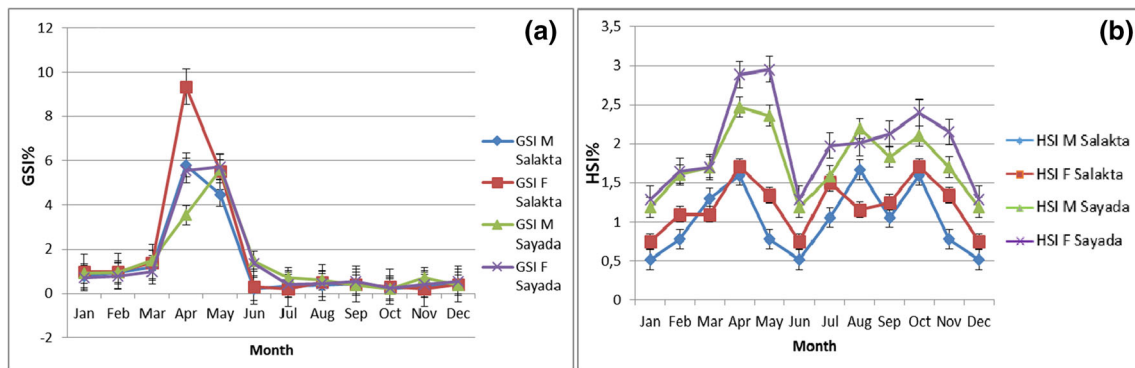 (a)
GSI%
12
10
8
6
4
2
0
-2
Jan Feb Mar Apr May Jun Jul Aug Sep Oct Nov Dec
Month
GSI M
Salakta
GSI F
Salakta
GSI M
Sayada
GSI F
Sayada
(b)
HSI%
3,5
3
2,5
2
1,5
1
0,5
0
Jan Feb Mar Apr May Jun Jul Aug Sep Oct Nov Dec
Month
HSI M Salakta
HSI F Salakta
HSI M Sayada
HSI F Sayada